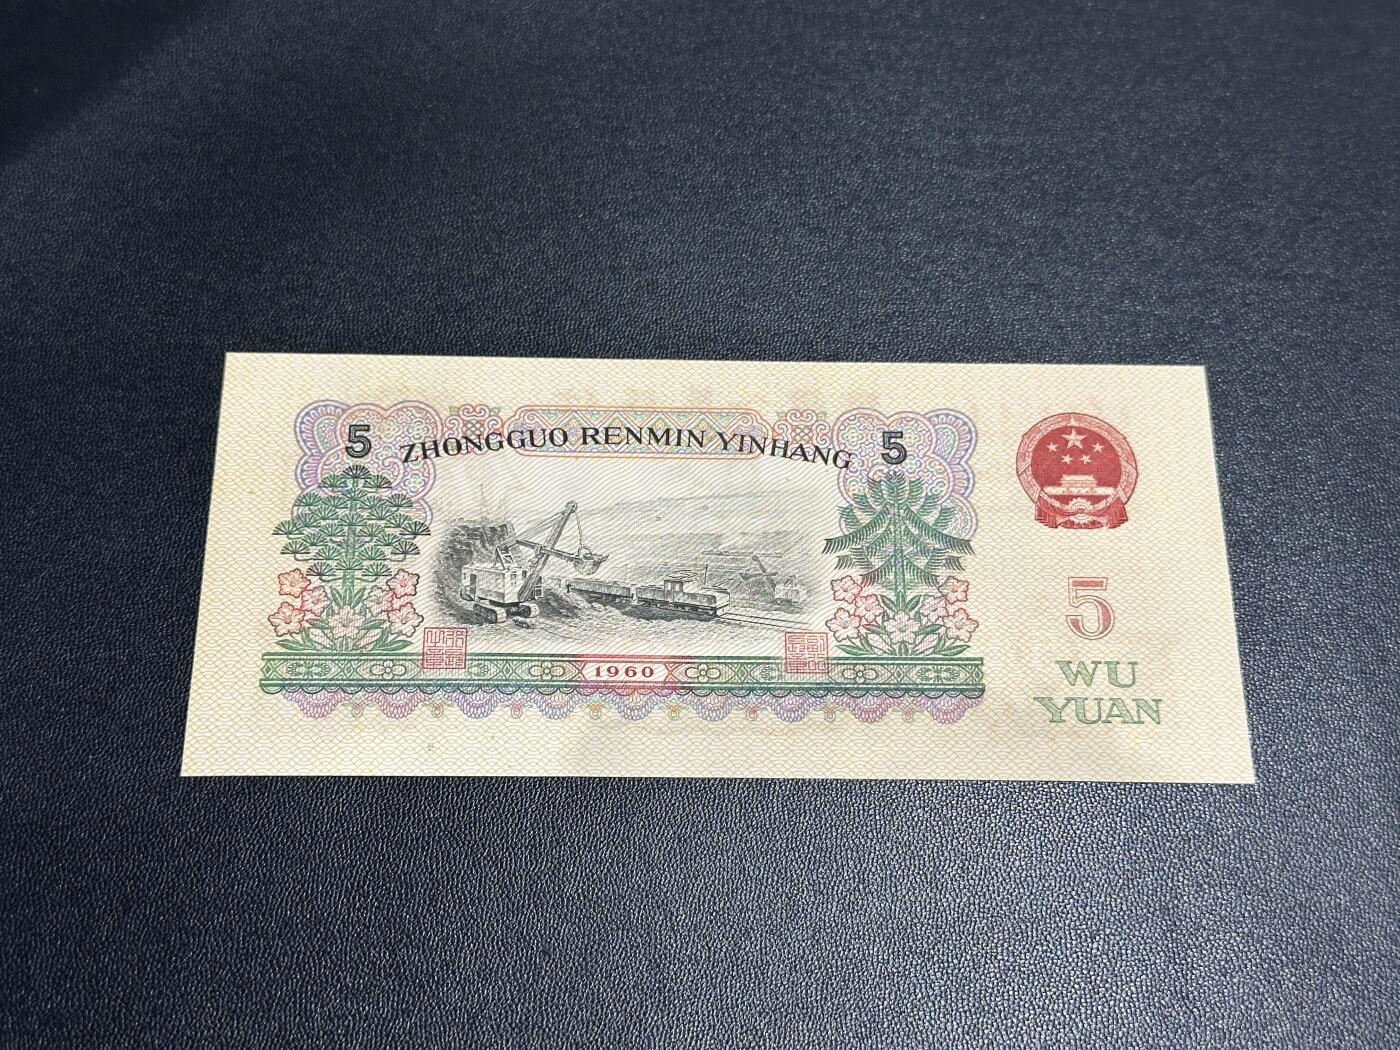 5 ZHONGGUO RENMIN YINHANG 5
1960
5
WU
YUAN